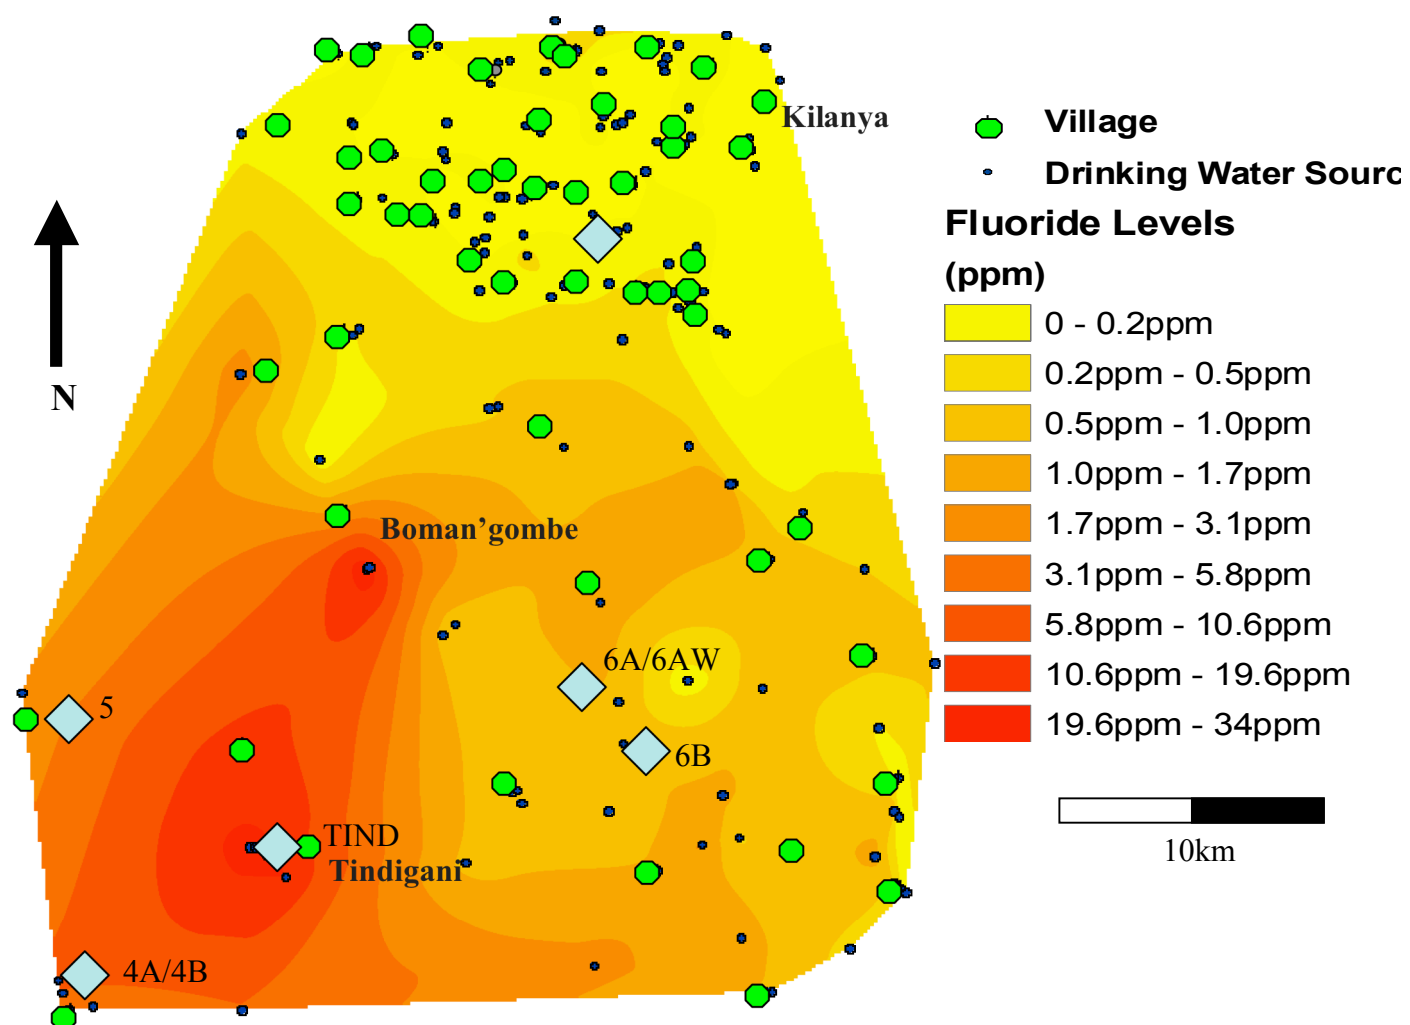 Kilanya
Village
Drinking Water Sourc
Fluoride Levels
(ppm)
0 - 0.2ppm
0.2ppm - 0.5ppm
0.5ppm - 1.0ppm
1.0ppm - 1.7ppm
1.7ppm - 3.1ppm
3.1ppm - 5.8ppm
5.8ppm - 10.6ppm
10.6ppm - 19.6ppm
19.6ppm - 34ppm
10km
N
Boman’gombe
6A/6AW
5
6B
TIND
Tindigani
4A/4B